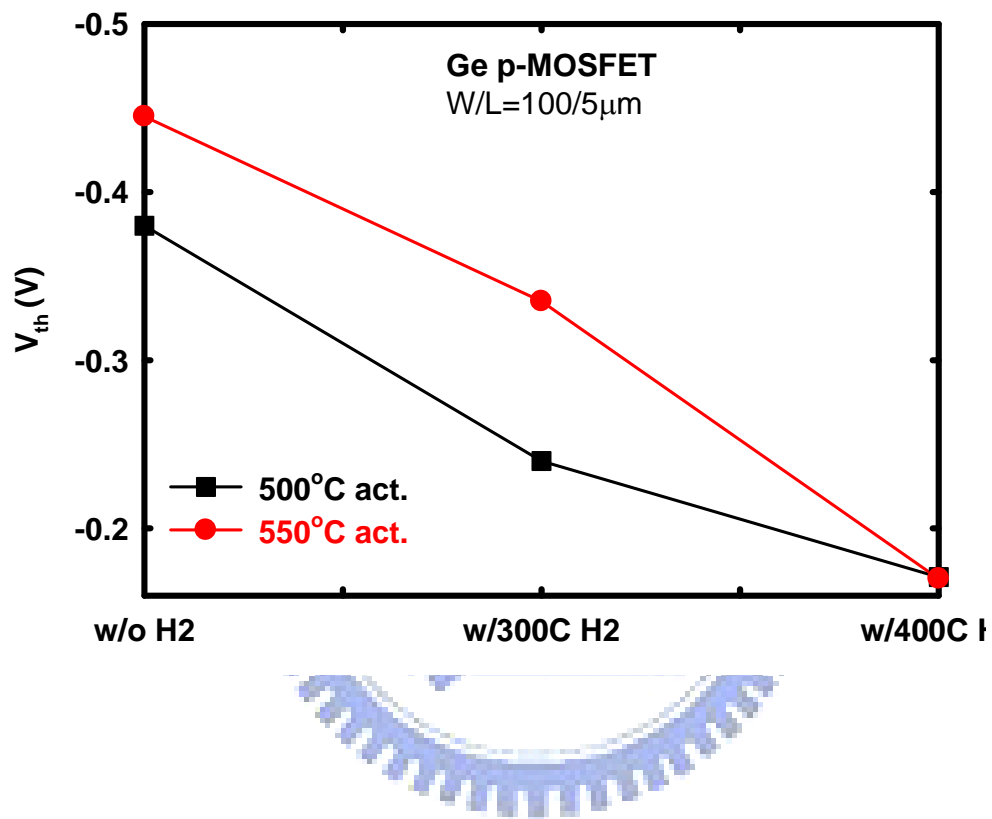 -0.5
Ge p-MOSFET
W/L=100/5μm
-0.4
Vth (V)
-0.3
500°C act.
550°C act.
-0.2
w/o H2 w/300C H2 w/400C H